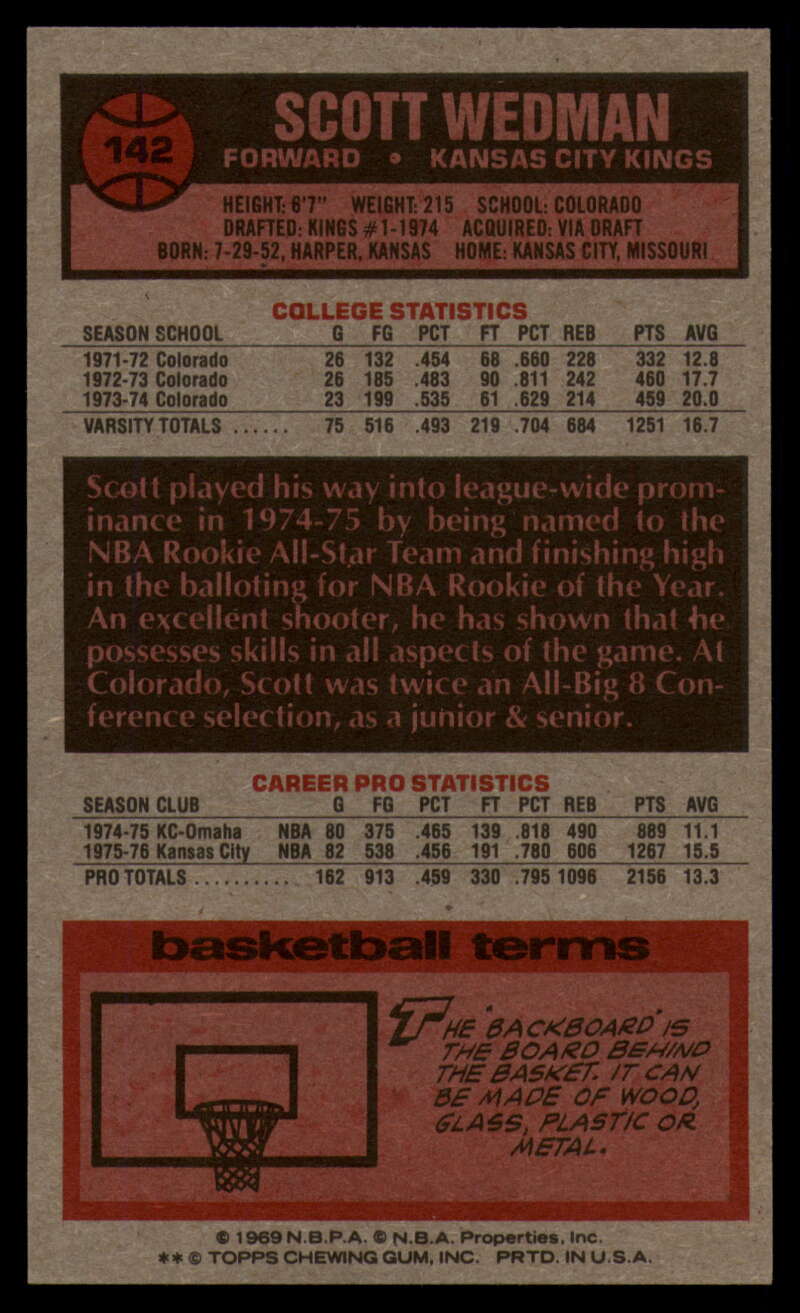 142
SCOTT WEDMAN
FORWARD • KANSAS CITY KINGS
HEIGHT: 6'7" WEIGHT: 215 SCHOOL: COLORADO
DRAFTED: KINGS #1-1974 ACQUIRED: VIA DRAFT
BORN: 7-29-52, HARPER, KANSAS HOME: KANSAS CITY, MISSOURI
COLLEGE STATISTICS
SEASON SCHOOL G FG PCT FT PCT REB PTS AVG
1971-72 Colorado 26 132 .454 68 .660 228 332 12.8
1972-73 Colorado 26 185 .483 90 .811 242 460 17.7
1973-74 Colorado 23 199 .535 61 .629 214 459 20.0
VARSITY TOTALS ...... 75 516 .493 219 .704 684 1251 16.7
Scott played his way into league-wide prom-
inance in 1974-75 by being named to the
NBA Rookie All-Star Team and finishing high
in the balloting for NBA Rookie of the Year.
An excellent shooter, he has shown that he
possesses skills in all aspects of the game. At
Colorado, Scott was twice an All-Big 8 Con-
ference selection, as a junior & senior.
CAREER PRO STATISTICS
SEASON CLUB G FG PCT FT PCT REB PTS AVG
1974-75 KC-Omaha NBA 80 375 .465 139 .818 490 889 11.1
1975-76 Kansas City NBA 82 538 .456 191 .780 606 1267 15.5
PRO TOTALS ........... 162 913 .459 330 .795 1096 2156 13.3
basketball terms
THE "BACKBOARD" IS
THE BOARD BEHIND
THE BASKET. IT CAN
BE MADE OF WOOD,
GLASS, PLASTIC OR
METAL.
© 1969 N.B.P.A. © N.B.A. Properties, Inc.
** © TOPPS CHEWING GUM, INC. PRTD. IN U.S.A.